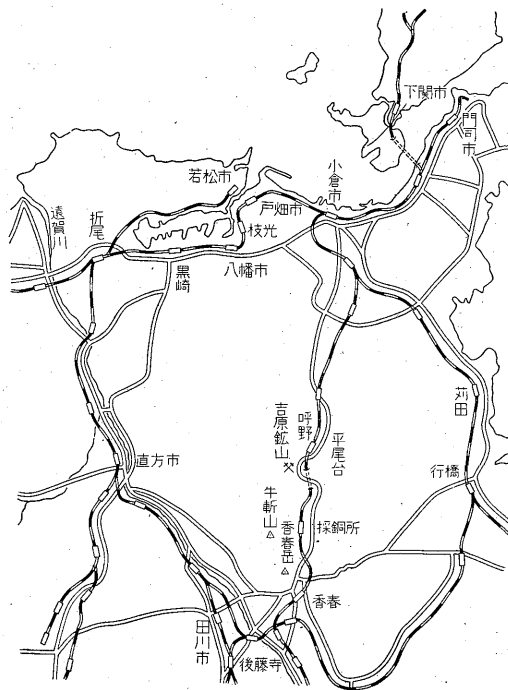 下關市
門司市
小倉市
若松市
戸畑市
枝光
遠賀川
折尾
黒崎
八幡市
苅田
呼野
平尾台
吉原鉱山
直方市
行橋
牛斬山
香春岳
採銅所
香春
田川市
後藤寺